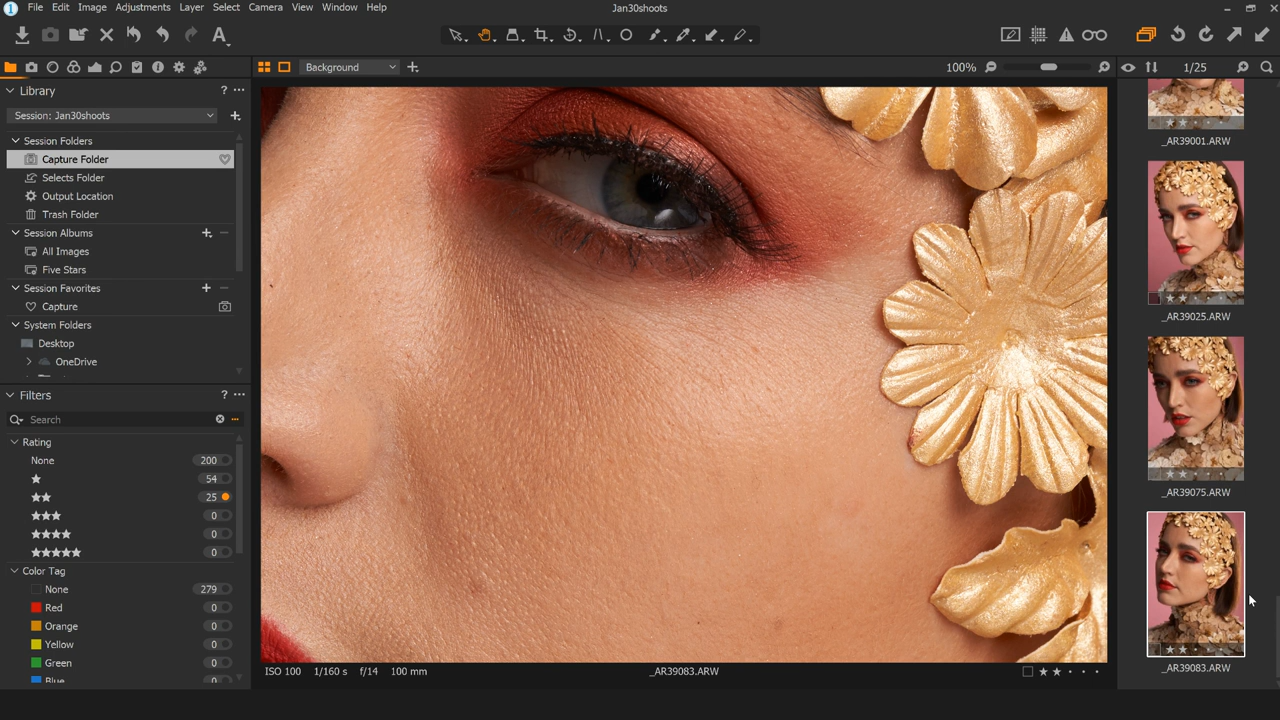 File Edit Image Adjustments Layer Select Camera View Window Help
Jan30shoots
Background
100%
1/25
Library
Session: Jan30shoots
Session Folders
Capture Folder
Selects Folder
Output Location
Trash Folder
Session Albums
All Images
Five Stars
Session Favorites
Capture
System Folders
Desktop
OneDrive
Filters
Search
Rating
None 200
54
25
0
0
0
Color Tag
None 279
Red 0
Orange 0
Yellow 0
Green 0
Blue 0
ISO 100 1/160 s f/14 100 mm
_AR39083.ARW
_AR39001.ARW
_AR39025.ARW
_AR39075.ARW
_AR39083.ARW